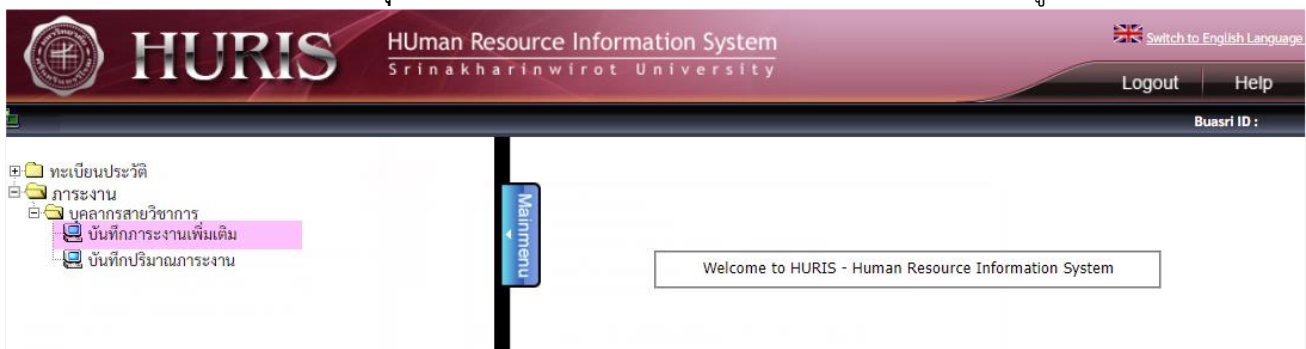 HURIS
HUman Resource Information System
Srinakharinwirot University
Switch to English Language
Logout
Help
Buasri ID :
ทะเบียนประวัติ
ภาระงาน
บุคลากรสายวิชาการ
บันทึกภาระงานเพิ่มเติม
บันทึกปริมาณภาระงาน
Mainmenu
Welcome to HURIS - Human Resource Information System